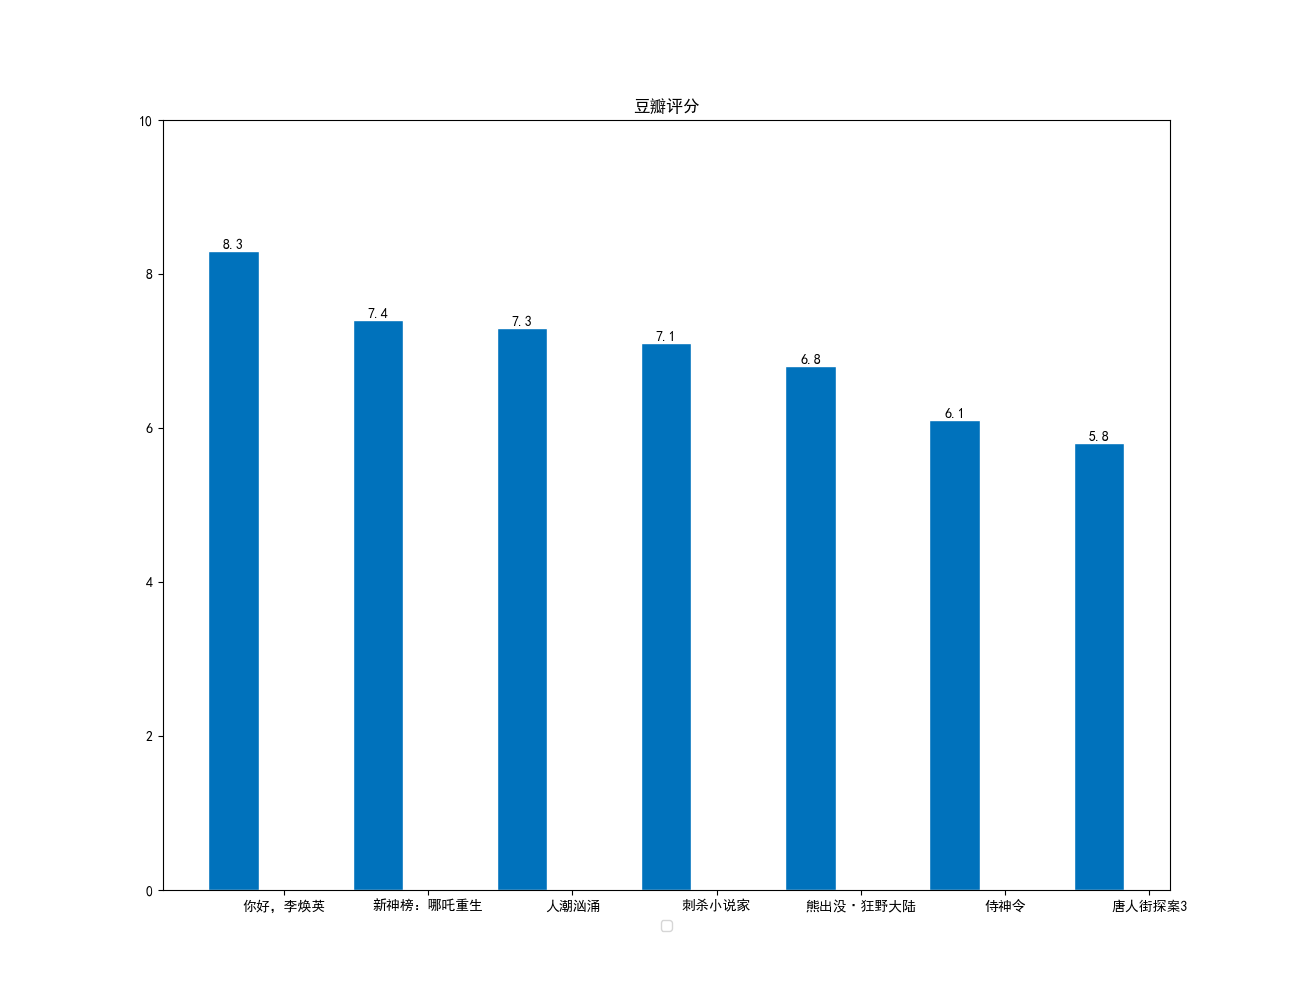 豆瓣评分
10
8
6
4
2
0
8.3
7.4
7.3
7.1
6.8
6.1
5.8
你好，李焕英
新神榜：哪吒重生
人潮汹涌
刺杀小说家
熊出没·狂野大陆
侍神令
唐人街探案3